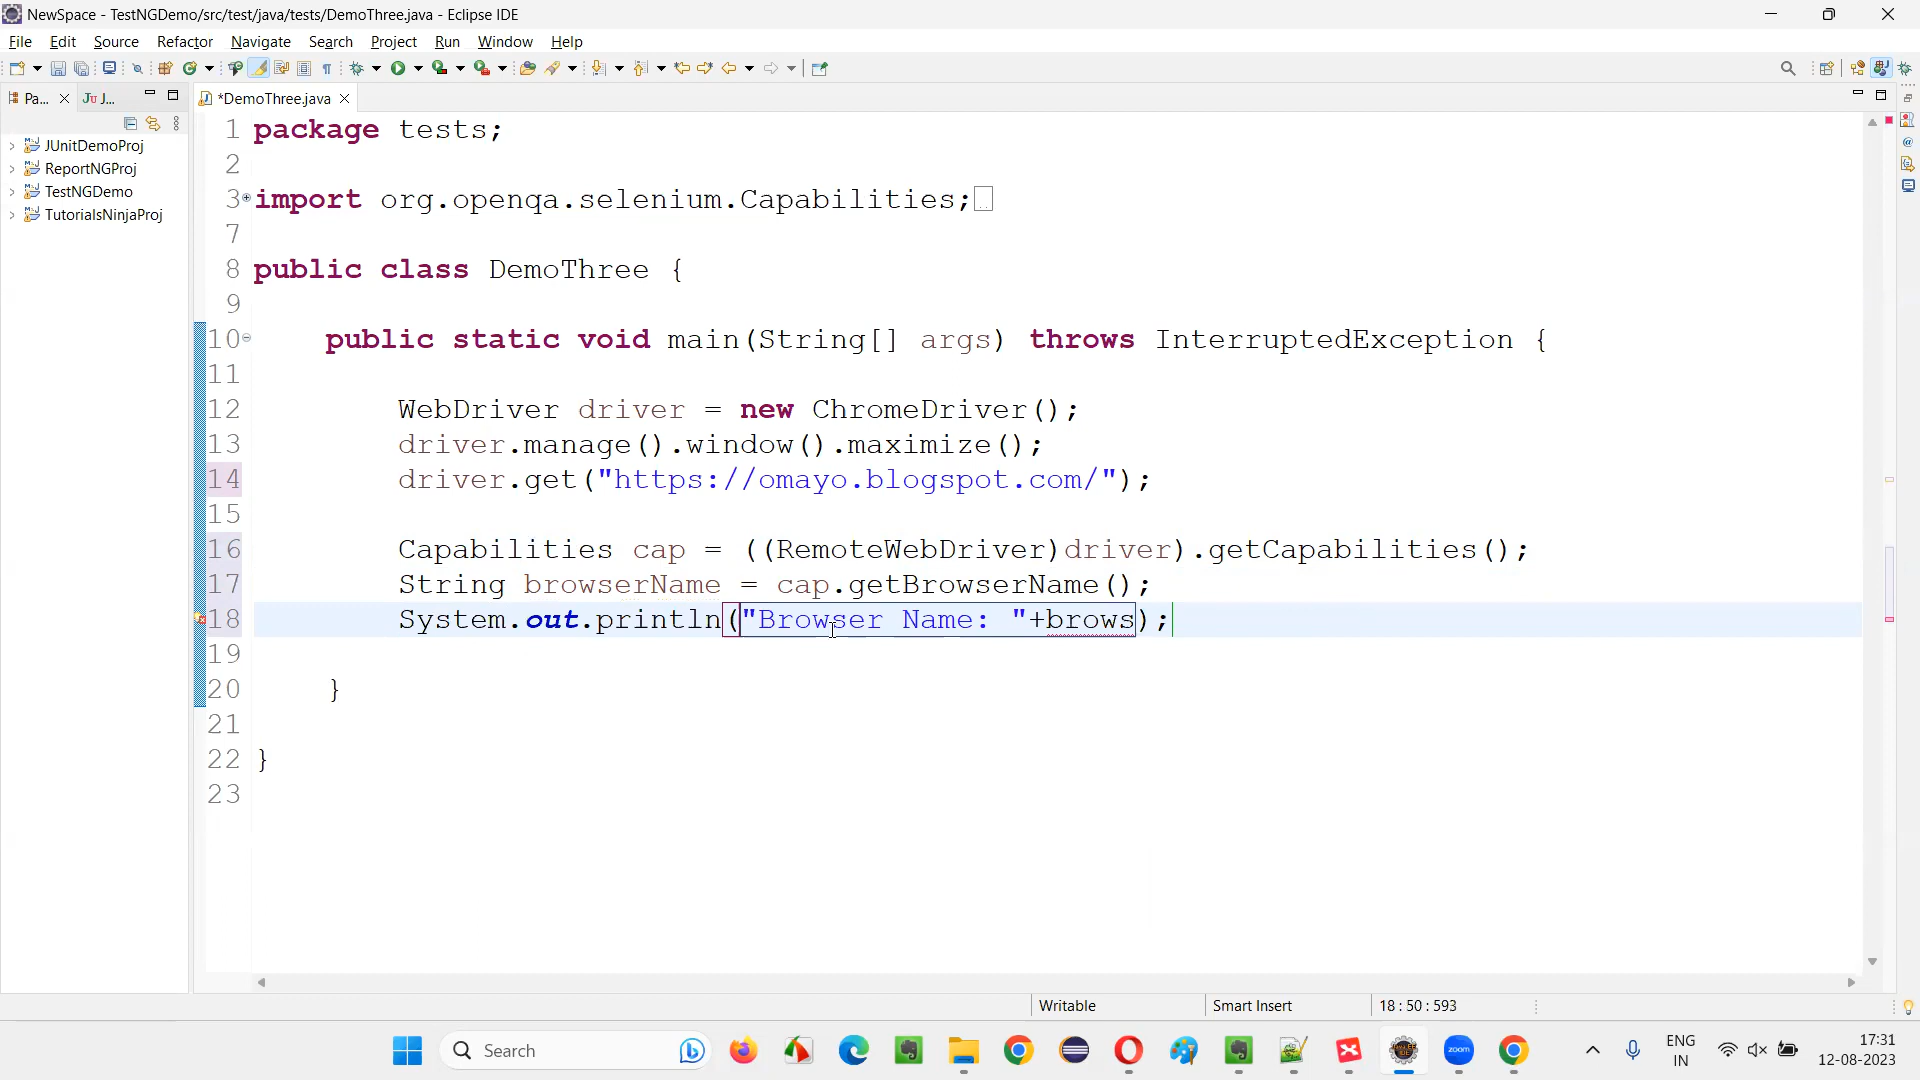 NewSpace - TestNGDemo/src/test/java/tests/DemoThree.java - Eclipse IDE
File Edit Source Refactor Navigate Search Project Run Window Help
Pa... J... *DemoThree.java
JUnitDemoProj
ReportNGProj
TestNGDemo
TutorialsNinjaProj
1 package tests;
2
3 import org.openqa.selenium.Capabilities;
7
8 public class DemoThree {
9
10 public static void main(String[] args) throws InterruptedException {
11
12 WebDriver driver = new ChromeDriver();
13 driver.manage().window().maximize();
14 driver.get("https://omayo.blogspot.com/");
15
16 Capabilities cap = ((RemoteWebDriver)driver).getCapabilities();
17 String browserName = cap.getBrowserName();
18 System.out.println("Browser Name: "+brows);
19
20 }
21
22 }
23
Writable Smart Insert 18 : 50 : 593
Search zoom ENG IN 17:31 12-08-2023